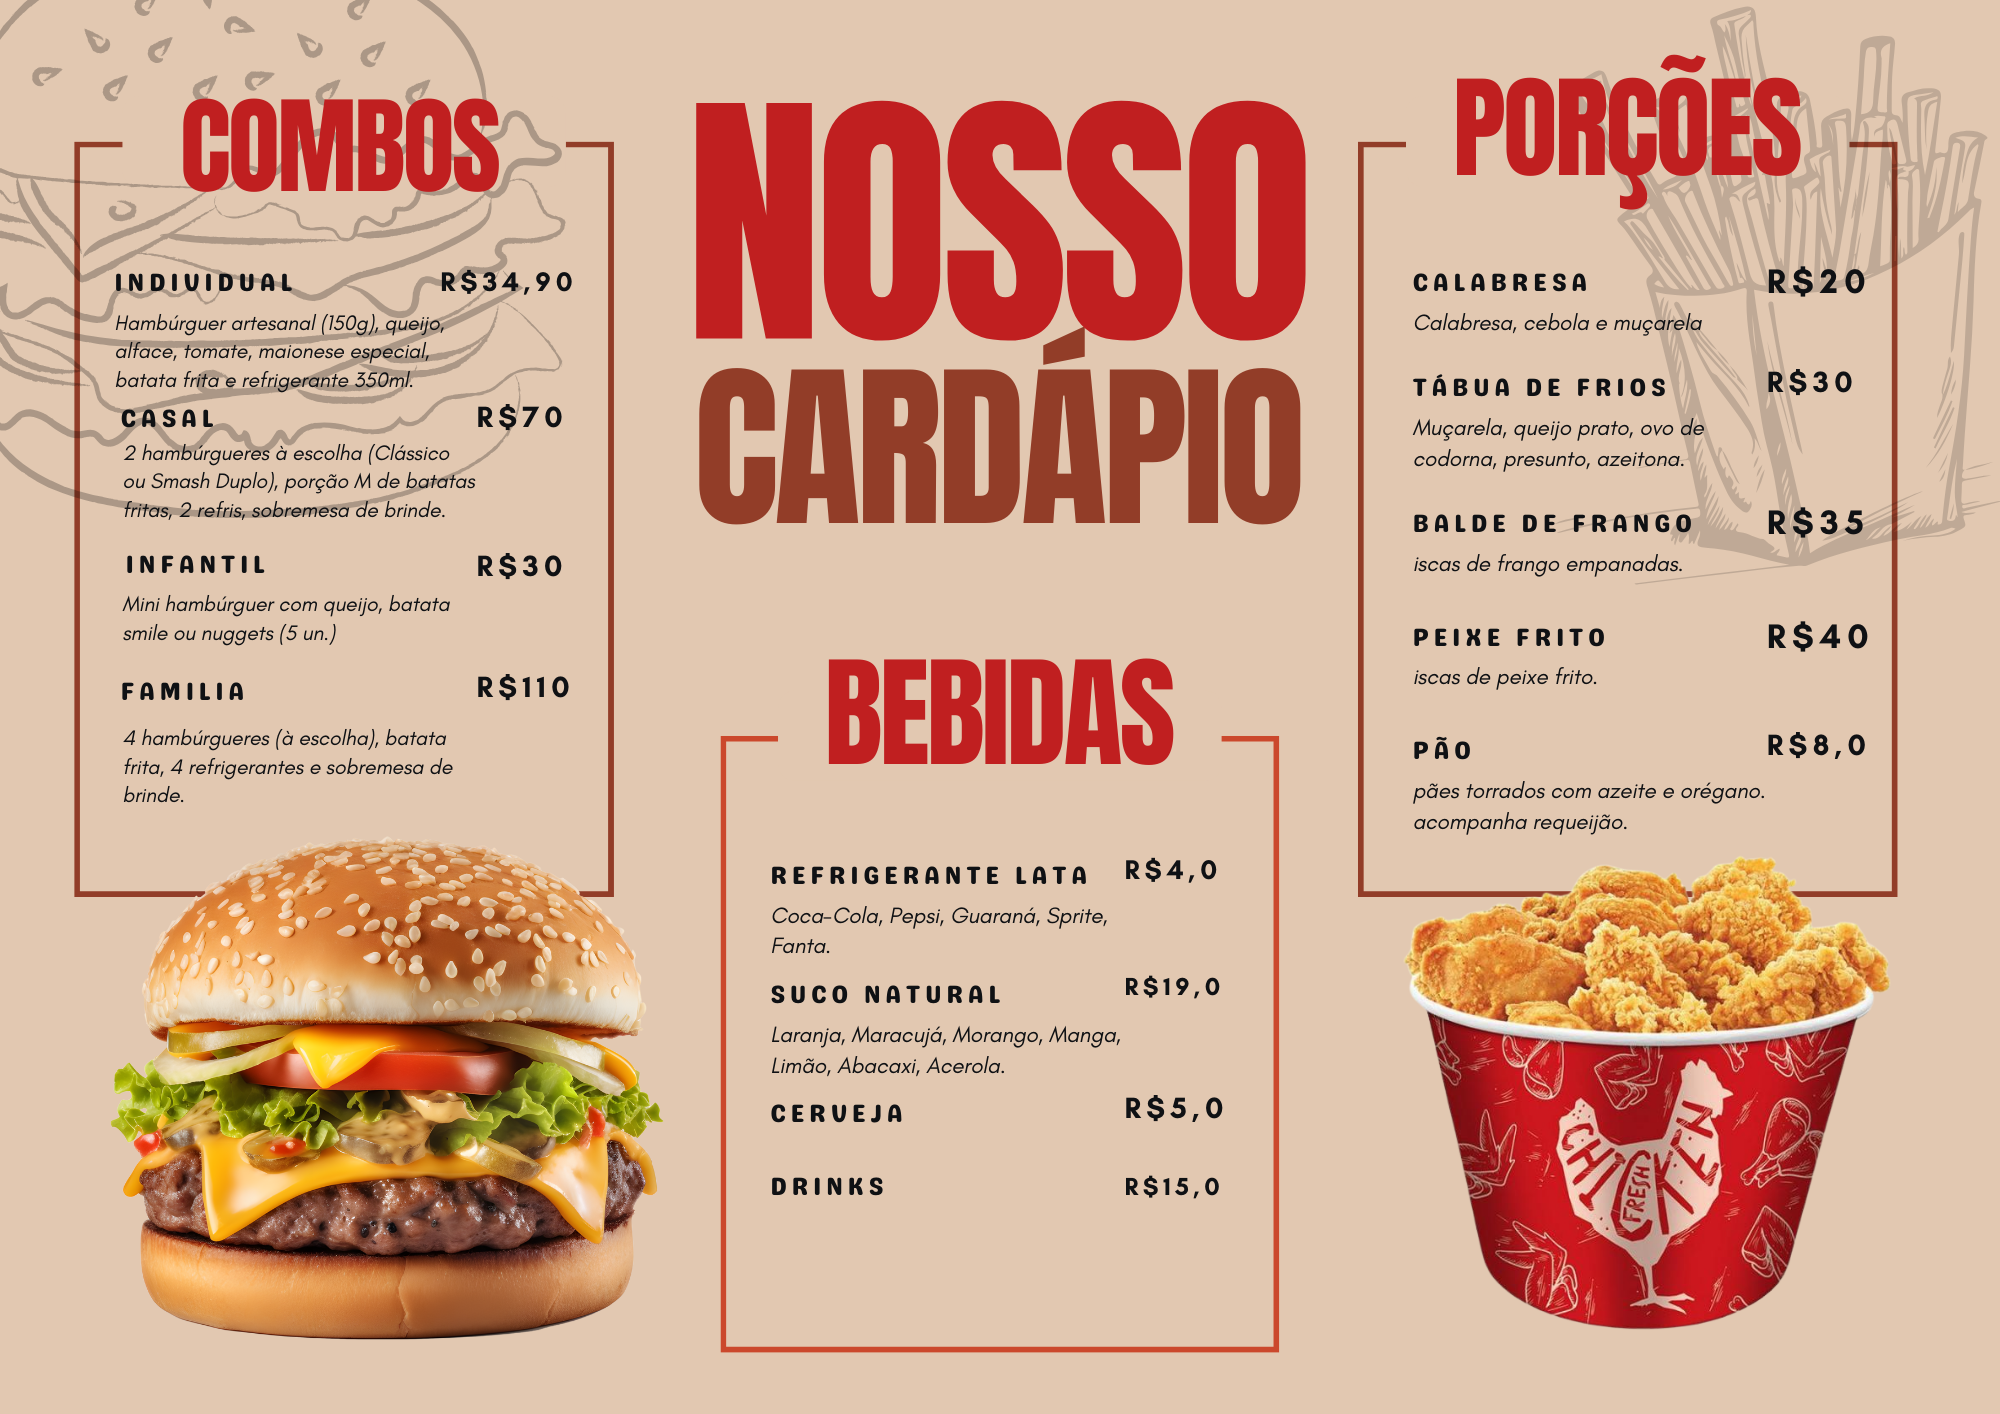 COMBOS
INDIVIDUAL R$34,90
Hambúrguer artesanal (150g), queijo,
alface, tomate, maionese especial,
batata frita e refrigerante 350ml.
CASAL R$70
2 hambúrgueres à escolha (Clássico
ou Smash Duplo), porção M de batatas
fritas, 2 refris, sobremesa de brinde.
INFANTIL R$30
Mini hambúrguer com queijo, batata
smile ou nuggets (5 un.)
FAMILIA R$110
4 hambúrgueres (à escolha), batata
frita, 4 refrigerantes e sobremesa de
brinde.
NOSSO
CARDÁPIO
BEBIDAS
REFRIGERANTE LATA R$4,0
Coca-Cola, Pepsi, Guaraná, Sprite,
Fanta.
SUCO NATURAL R$19,0
Laranja, Maracujá, Morango, Manga,
Limão, Abacaxi, Acerola.
CERVEJA R$5,0
DRINKS R$15,0
PORÇÕES
CALABRESA R$20
Calabresa, cebola e muçarela
TÁBUA DE FRIOS R$30
Muçarela, queijo prato, ovo de
codorna, presunto, azeitona.
BALDE DE FRANGO R$35
iscas de frango empanadas.
PEIXE FRITO R$40
iscas de peixe frito.
PÃO R$8,0
pães torrados com azeite e orégano.
acompanha requeijão.
CHICKEN
FRESH